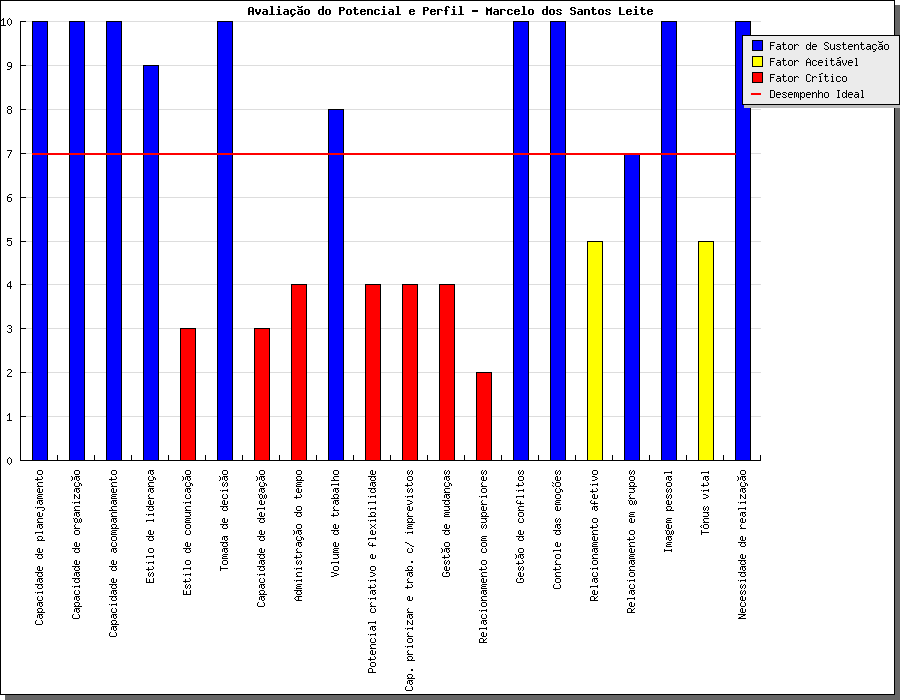 Avaliação do Potencial e Perfil - Marcelo dos Santos Leite
10
9
8
7
6
5
4
3
2
1
0
Fator de Sustentação
Fator Aceitável
Fator Crítico
Desempenho Ideal
Capacidade de planejamento
Capacidade de organização
Capacidade de acompanhamento
Estilo de liderança
Estilo de comunicação
Tomada de decisão
Capacidade de delegação
Administração do tempo
Volume de trabalho
Potencial criativo e flexibilidade
Cap. priorizar e trab. c/ imprevistos
Gestão de mudanças
Relacionamento com superiores
Gestão de conflitos
Controle das emoções
Relacionamento afetivo
Relacionamento em grupos
Imagem pessoal
Tônus vital
Necessidade de realização